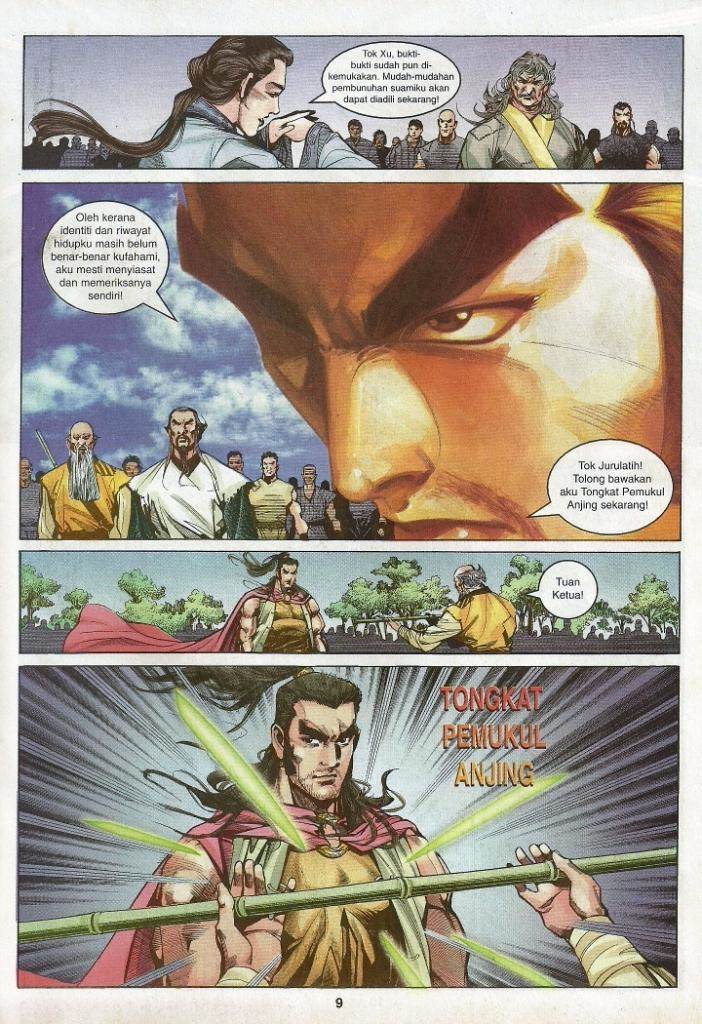 Tok Xu, bukti-
bukti sudah pun di-
kemukakan. Mudah-mudahan
pembunuhan suamiku akan
dapat diadili sekarang!
Oleh kerana
identiti dan riwayat
hidupku masih belum
benar-benar kufahami,
aku mesti menyiasat
dan memeriksanya
sendiri!
Tok Jurulatih!
Tolong bawakan
aku Tongkat Pemukul
Anjing sekarang!
Tuan
Ketua!
TONGKAT
PEMUKUL
ANJING
9